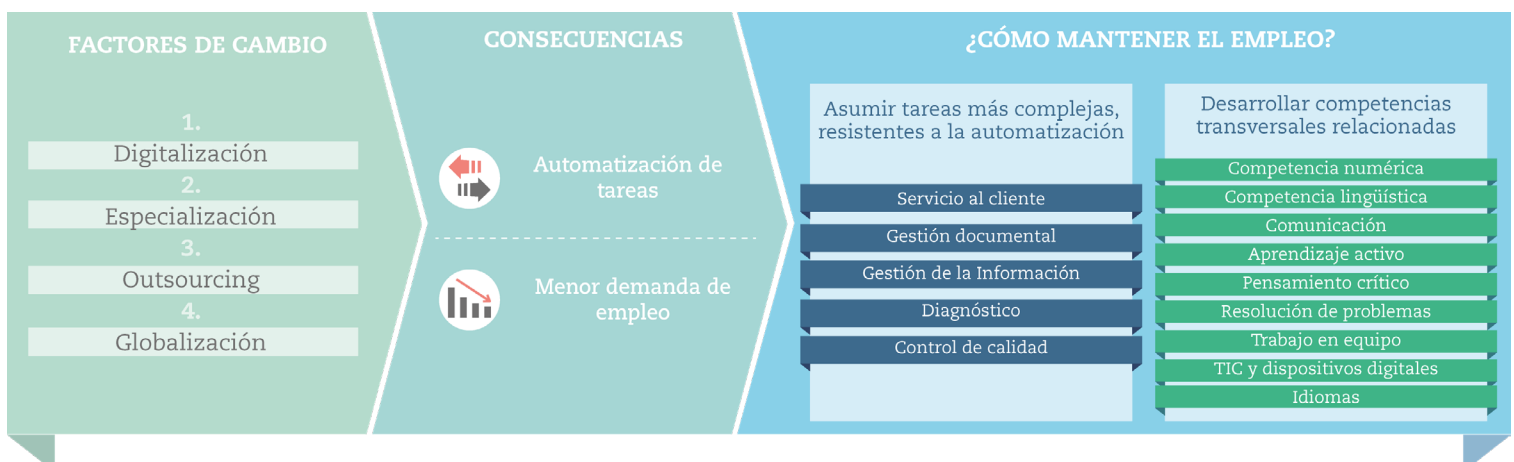 FACTORES DE CAMBIO
1.
Digitalización
2.
Especialización
3.
Outsourcing
4.
Globalización
CONSECUENCIAS
Automatización de
tareas
Menor demanda de
empleo
¿CÓMO MANTENER EL EMPLEO?
Asumir tareas más complejas,
resistentes a la automatización
Servicio al cliente
Gestión documental
Gestión de la Información
Diagnóstico
Control de calidad
Desarrollar competencias
transversales relacionadas
Competencia numérica
Competencia lingüística
Comunicación
Aprendizaje activo
Pensamiento crítico
Resolución de problemas
Trabajo en equipo
TIC y dispositivos digitales
Idiomas